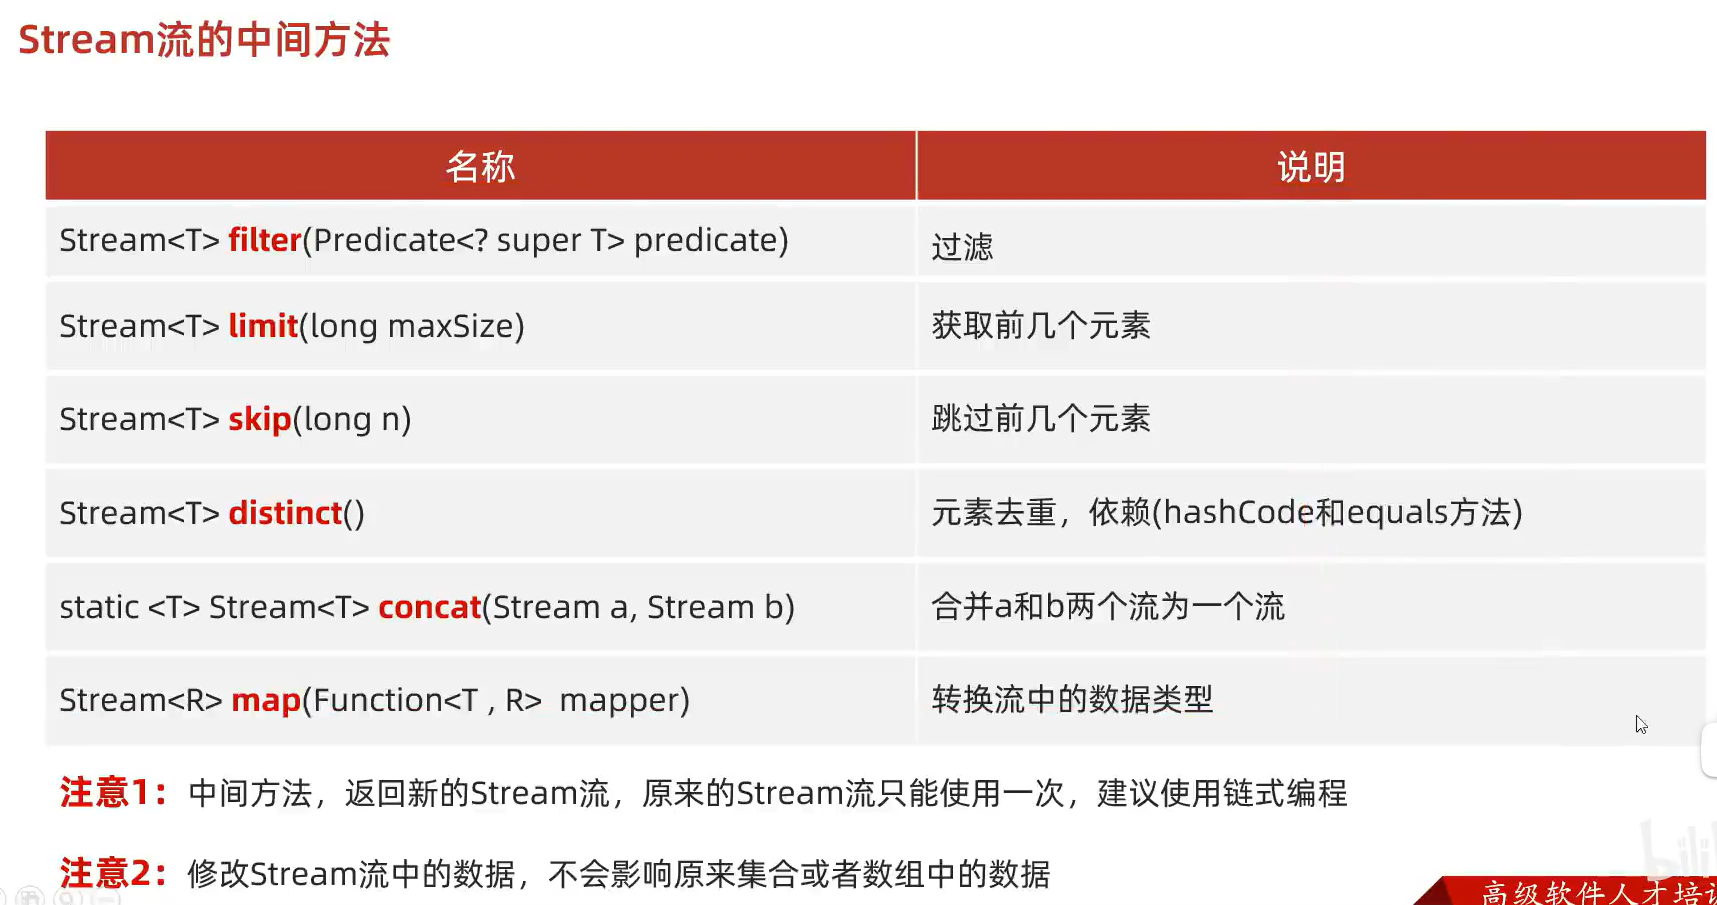 Stream流的中间方法
名称 说明
Stream<T> filter(Predicate<? super T> predicate) 过滤
Stream<T> limit(long maxSize) 获取前几个元素
Stream<T> skip(long n) 跳过前几个元素
Stream<T> distinct() 元素去重，依赖(hashCode和equals方法)
static <T> Stream<T> concat(Stream a, Stream b) 合并a和b两个流为一个流
Stream<R> map(Function<T , R> mapper) 转换流中的数据类型
注意1：中间方法，返回新的Stream流，原来的Stream流只能使用一次，建议使用链式编程
注意2：修改Stream流中的数据，不会影响原来集合或者数组中的数据
高级软件人才培